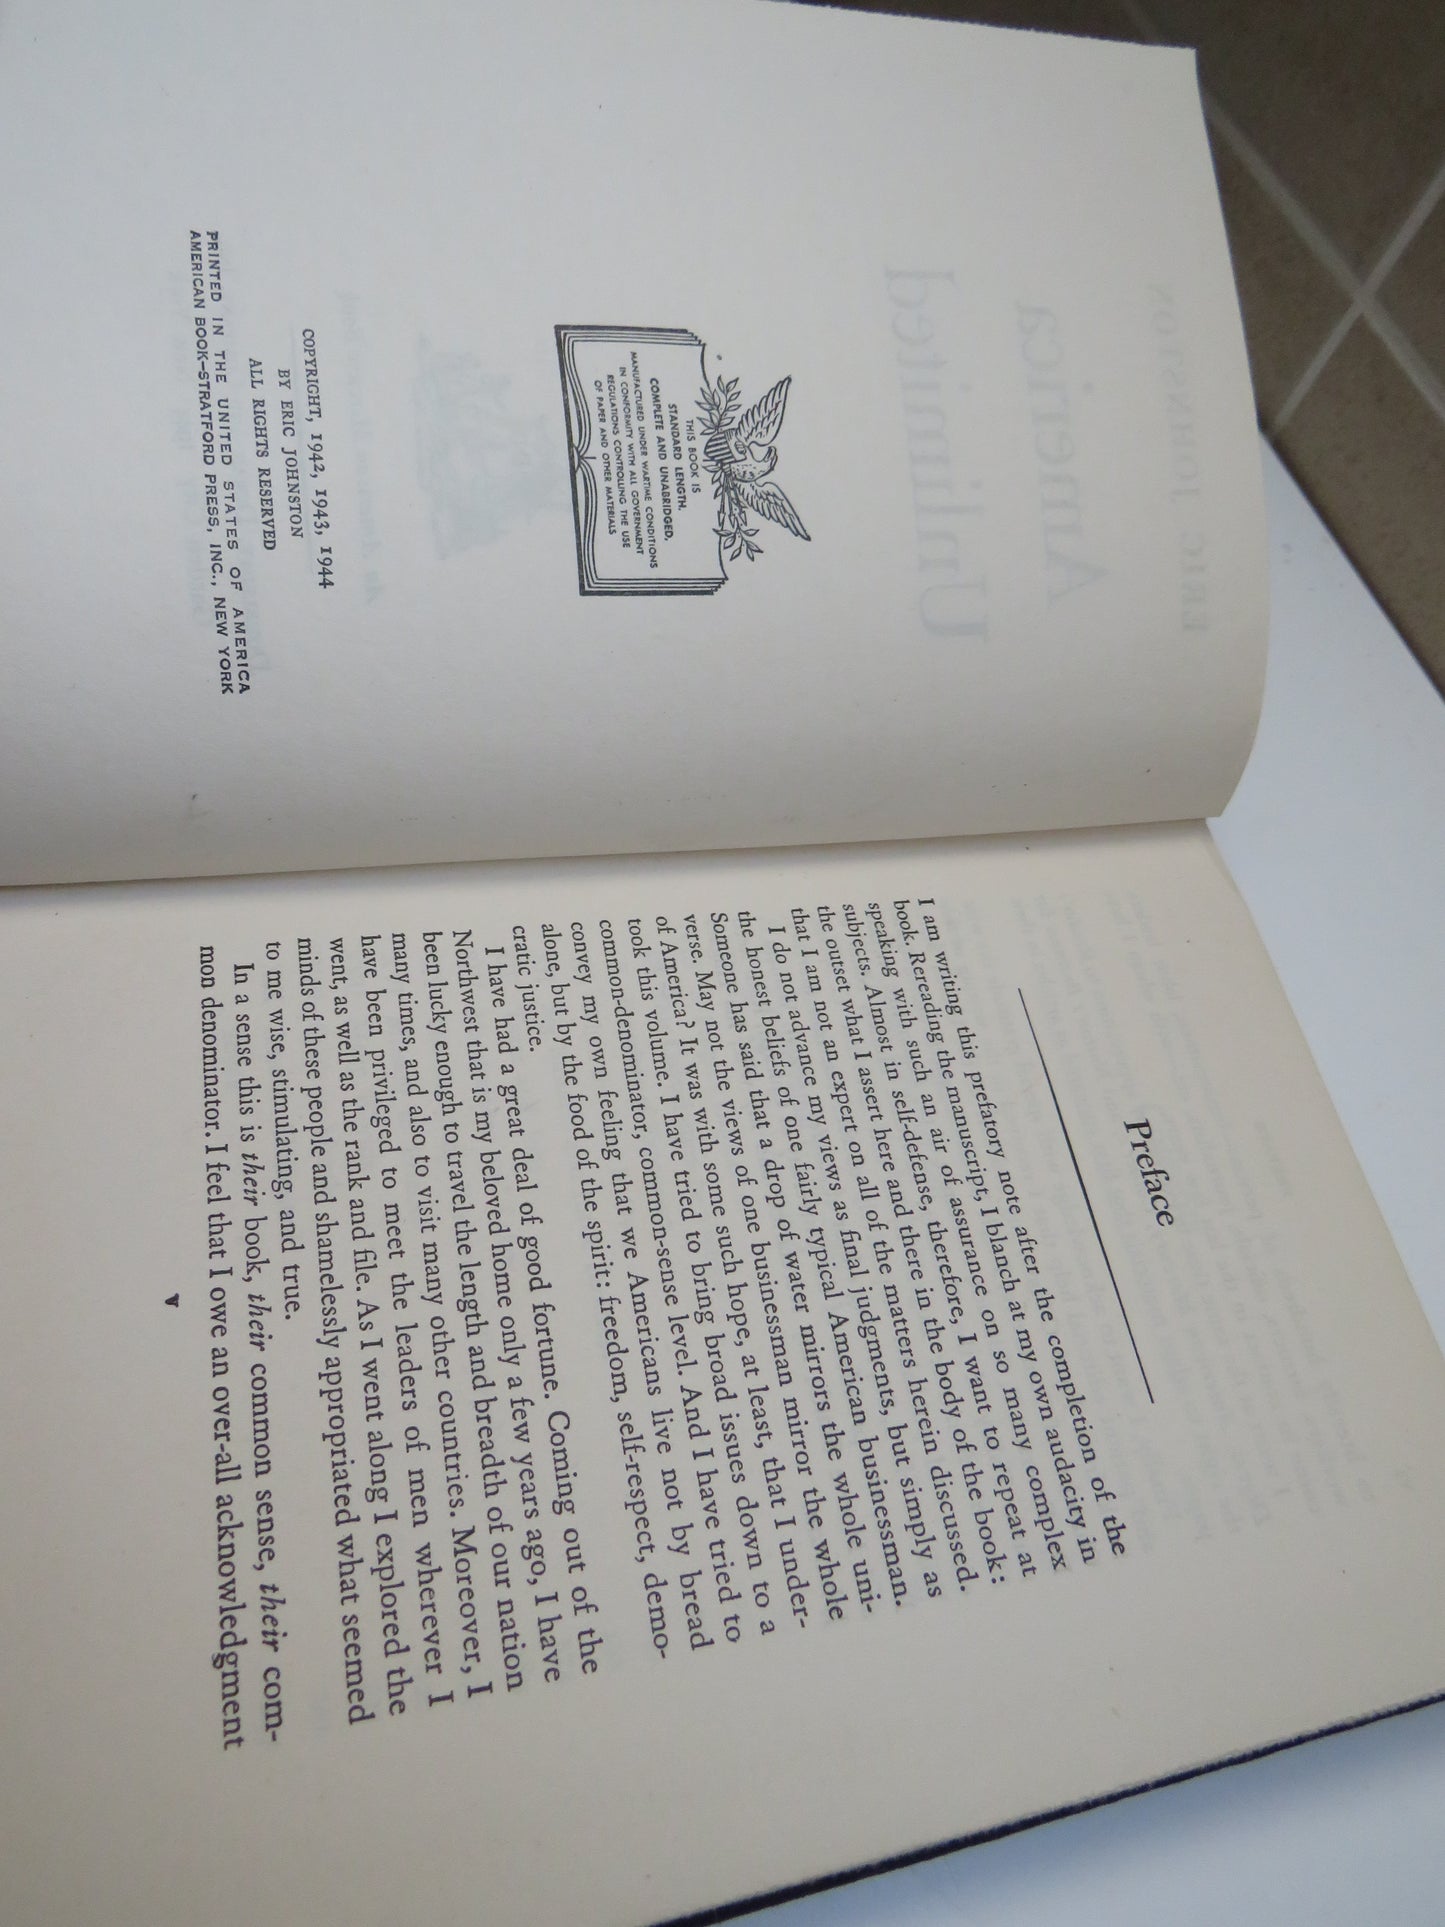 THIS BOOK IS
STANDARD LENGTH,
COMPLETE AND UNABRIDGED,
MANUFACTURED UNDER WARTIME CONDITIONS
IN CONFORMITY WITH ALL GOVERNMENT
REGULATIONS CONTROLLING THE USE
OF PAPER AND OTHER MATERIALS
COPYRIGHT, 1942, 1943, 1944
BY ERIC JOHNSTON
ALL RIGHTS RESERVED
PRINTED IN THE UNITED STATES OF AMERICA
AMERICAN BOOK—STRATFORD PRESS, INC., NEW YORK
Preface
I am writing this prefatory note after the completion of the
book. Rereading the manuscript, I blanch at my own audacity in
speaking with such an air of assurance on so many complex
subjects. Almost in self-defense, therefore, I want to repeat at
the outset what I assert here and there in the body of the book:
that I am not an expert on all of the matters herein discussed.
I do not advance my views as final judgments, but simply as
the honest beliefs of one fairly typical American businessman.
Someone has said that a drop of water mirrors the whole uni-
verse. May not the views of one businessman mirror the whole
of America? It was with some such hope, at least, that I under-
took this volume. I have tried to bring broad issues down to a
common-denominator, common-sense level. And I have tried to
convey my own feeling that we Americans live not by bread
alone, but by the food of the spirit: freedom, self-respect, demo-
cratic justice.
I have had a great deal of good fortune. Coming out of the
Northwest that is my beloved home only a few years ago, I have
been lucky enough to travel the length and breadth of our nation
many times, and also to visit many other countries. Moreover, I
have been privileged to meet the leaders of men wherever I
went, as well as the rank and file. As I went along I explored the
minds of these people and shamelessly appropriated what seemed
to me wise, stimulating, and true.
In a sense this is their book, their common sense, their com-
mon denominator. I feel that I owe an over-all acknowledgment
v